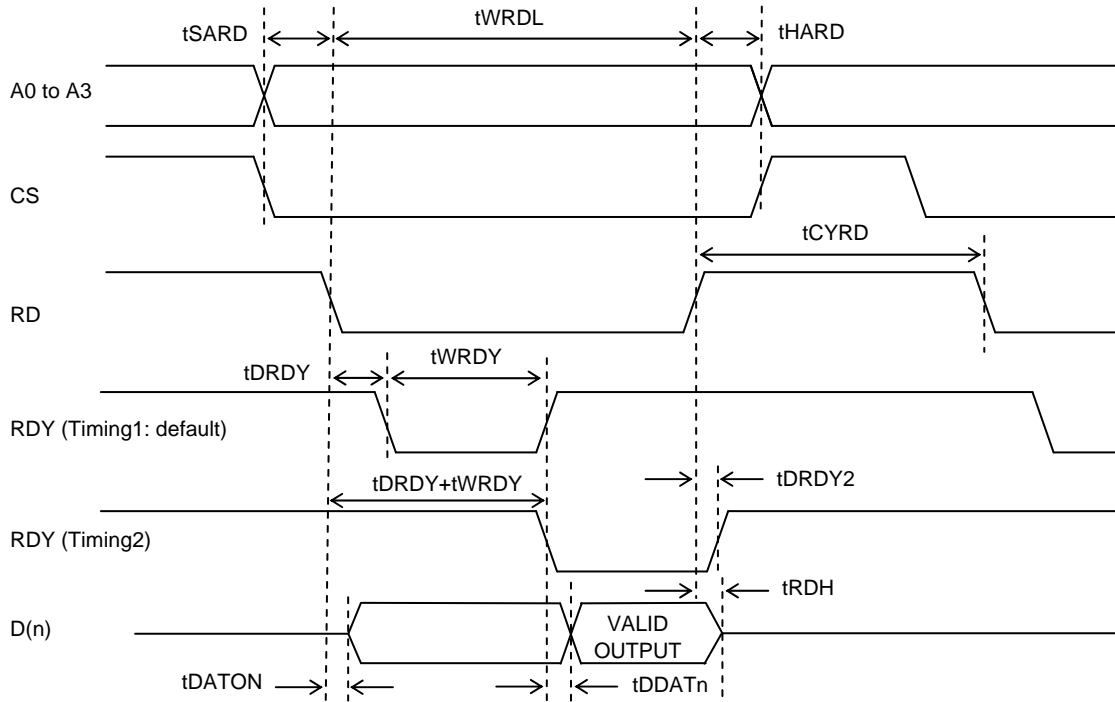 tWRDL
tSARD
tHARD
A0 to A3
CS
tCYRD
RD
tWRDY
tDRDY
RDY (Timing1: default)
tDRDY2
tDRDY+tWRDY
RDY (Timing2)
tRDH
D(n)
VALID
OUTPUT
tDATON
tDDATn